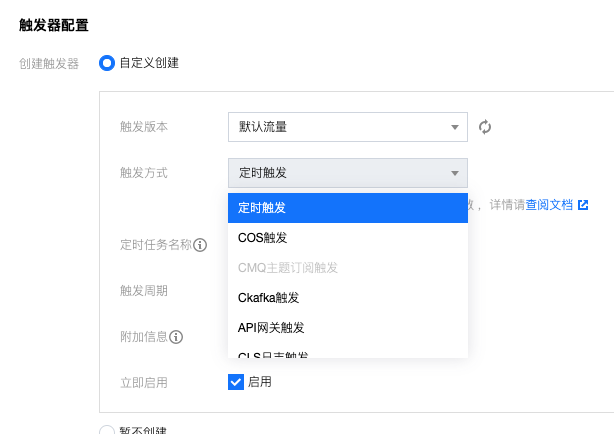 触发器配置
创建触发器 自定义创建
触发版本 默认流量
触发方式 定时触发
定时触发
，详情请查阅文档
COS触发
定时任务名称
CMQ主题订阅触发
触发周期
Ckafka触发
API网关触发
附加信息
CLS日志触发
立即启用 启用
暂不创建